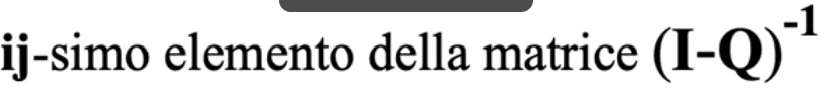 ij-simo elemento della matrice (I-Q)⁻¹